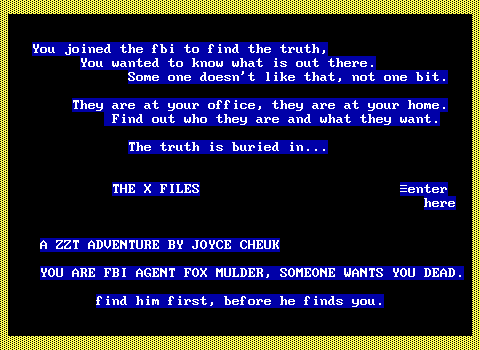 You joined the fbi to find the truth,
You wanted to know what is out there.
Some one doesn't like that, not one bit.
They are at your office, they are at your home.
Find out who they are and what they want.
The truth is buried in...
THE X FILES
≡enter
here
A ZZT ADVENTURE BY JOYCE CHEUK
YOU ARE FBI AGENT FOX MULDER, SOMEONE WANTS YOU DEAD.
find him first, before he finds you.